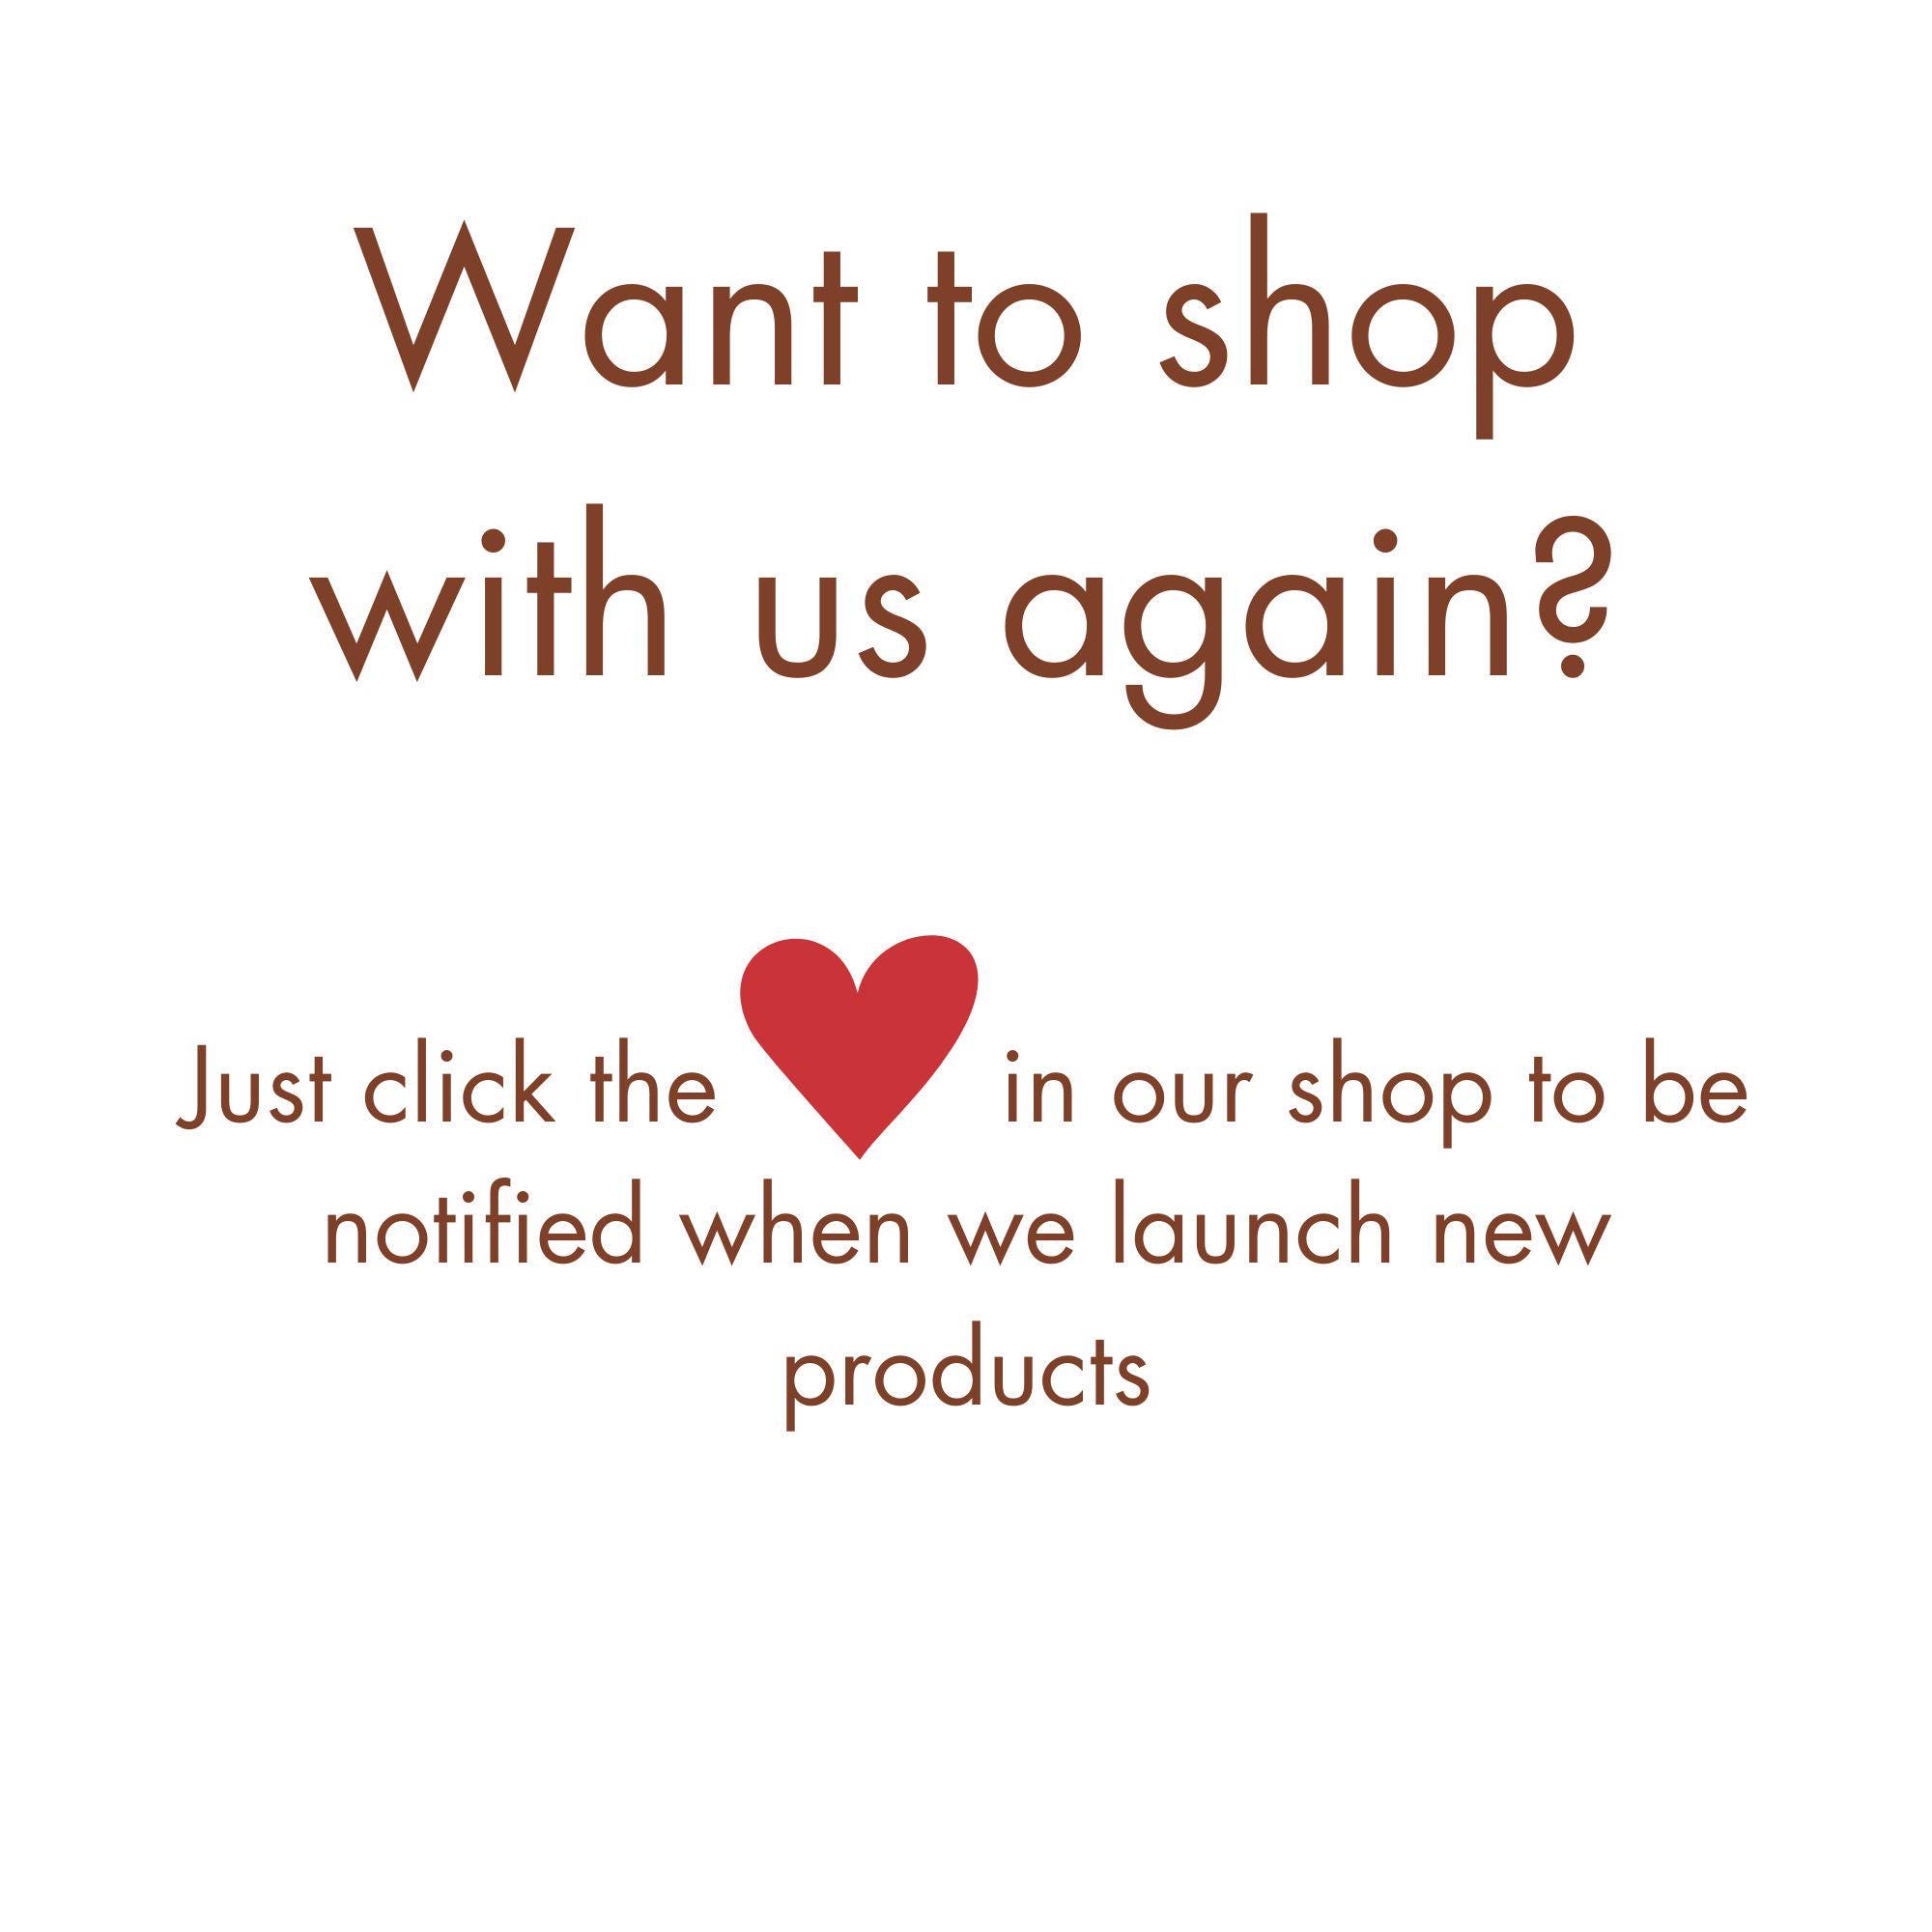 Want to shop
with us again?
Just click the in our shop to be
notified when we launch new
products